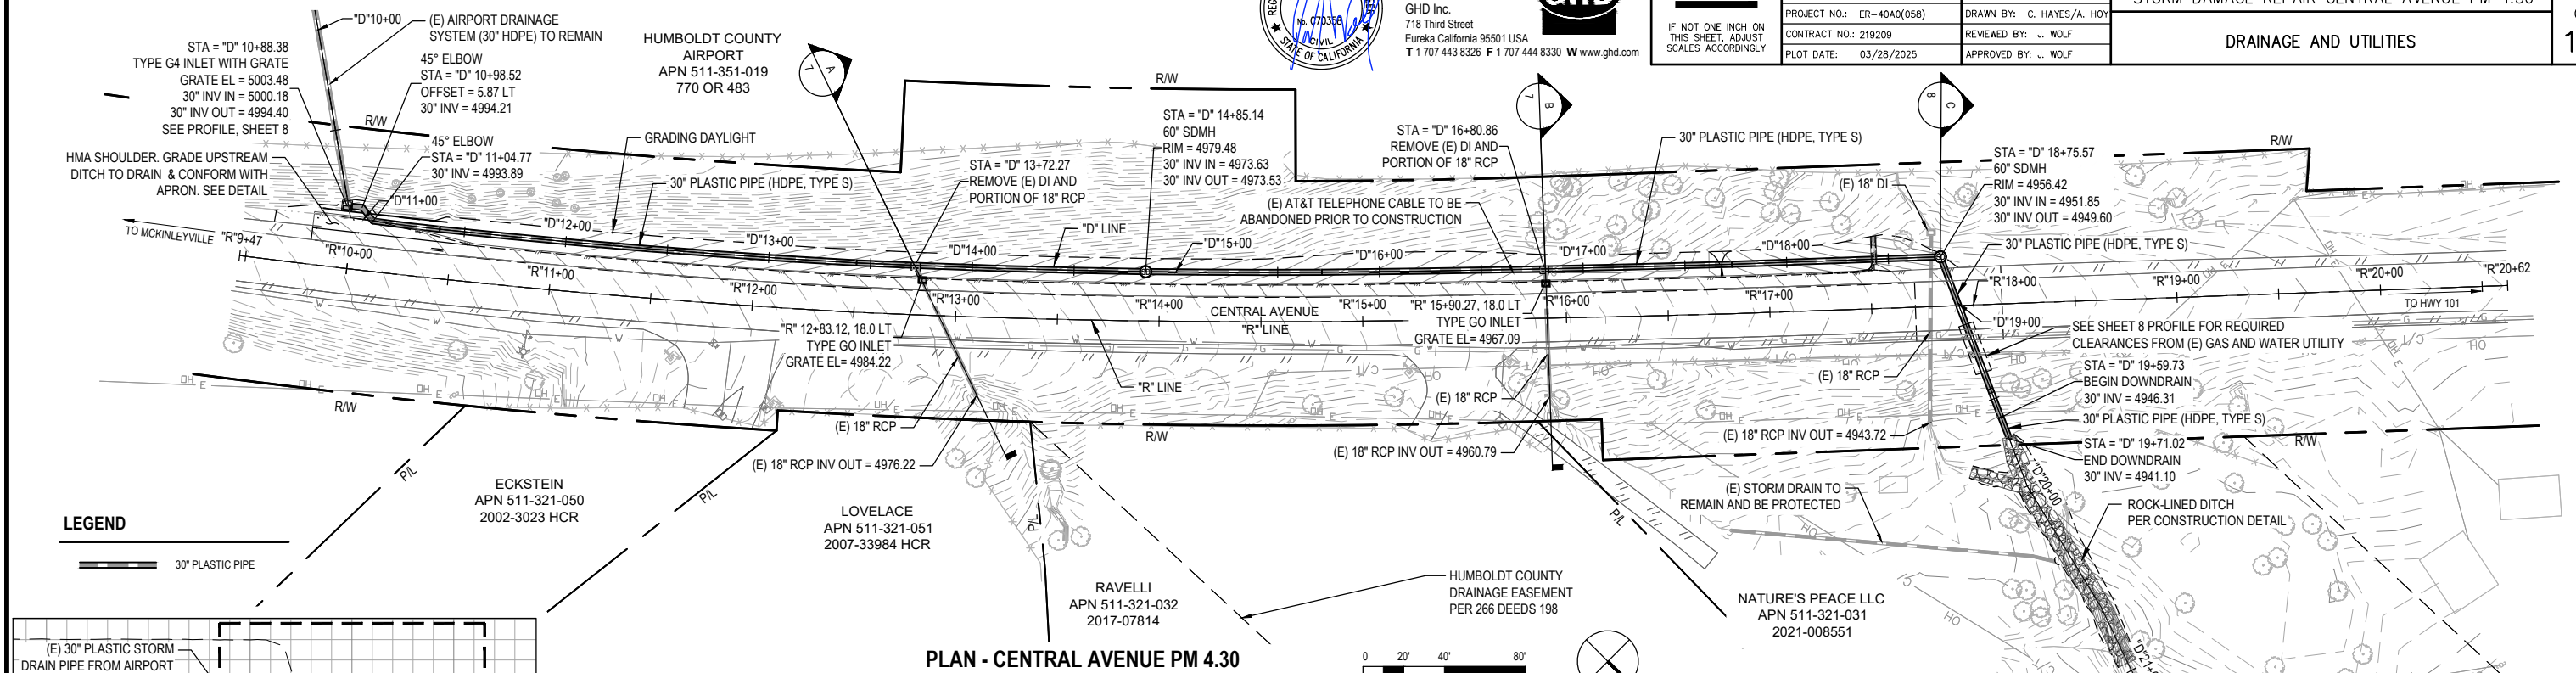 "D"10+00
(E) AIRPORT DRAINAGE
SYSTEM (30" HDPE) TO REMAIN
STA = "D" 10+88.38
TYPE G4 INLET WITH GRATE
GRATE EL = 5003.48
30" INV IN = 5000.18
30" INV OUT = 4994.40
SEE PROFILE, SHEET 8
HMA SHOULDER. GRADE UPSTREAM
DITCH TO DRAIN & CONFORM WITH
APRON. SEE DETAIL
45° ELBOW
STA = "D" 10+98.52
OFFSET = 5.87 LT
30" INV = 4994.21
45° ELBOW
STA = "D" 11+04.77
30" INV = 4993.89
HUMBOLDT COUNTY
AIRPORT
APN 511-351-019
770 OR 483
A
7
R/W
GRADING DAYLIGHT
30" PLASTIC PIPE (HDPE, TYPE S)
STA = "D" 13+72.27
REMOVE (E) DI AND
PORTION OF 18" RCP
R/W
STA = "D" 14+85.14
60" SDMH
RIM = 4979.48
30" INV IN = 4973.63
30" INV OUT = 4973.53
No. C70358
CIVIL
STATE OF CALIFORNIA
GHD Inc.
718 Third Street
Eureka California 95501 USA
T 1 707 443 8326 F 1 707 444 8330 W www.ghd.com
IF NOT ONE INCH ON
THIS SHEET, ADJUST
SCALES ACCORDINGLY
PROJECT NO.: ER-40A0(058)
CONTRACT NO.: 219209
PLOT DATE: 03/28/2025
DRAWN BY: C. HAYES/A. HOY
REVIEWED BY: J. WOLF
APPROVED BY: J. WOLF
DRAINAGE AND UTILITIES
B
7
STA = "D" 16+80.86
REMOVE (E) DI AND
PORTION OF 18" RCP
(E) AT&T TELEPHONE CABLE TO BE
ABANDONED PRIOR TO CONSTRUCTION
30" PLASTIC PIPE (HDPE, TYPE S)
(E) 18" DI
C
8
STA = "D" 18+75.57
60" SDMH
RIM = 4956.42
30" INV IN = 4951.85
30" INV OUT = 4949.60
R/W
30" PLASTIC PIPE (HDPE, TYPE S)
"D"11+00
"D"12+00
"D"13+00
"D"14+00
"D" LINE
"D"15+00
"D"16+00
"D"17+00
"D"18+00
TO MCKINLEYVILLE
"R"9+47
"R"10+00
"R"11+00
"R"12+00
"R"13+00
"R"14+00
CENTRAL AVENUE
"R" LINE
"R"15+00
"R"16+00
"R"17+00
"R"18+00
"R"19+00
"R"20+00
"R"20+62
TO HWY 101
"R" 12+83.12, 18.0 LT
TYPE GO INLET
GRATE EL= 4984.22
"R" LINE
"R" 15+90.27, 18.0 LT
TYPE GO INLET
GRATE EL= 4967.09
"D"19+00
SEE SHEET 8 PROFILE FOR REQUIRED
CLEARANCES FROM (E) GAS AND WATER UTILITY
STA = "D" 19+59.73
BEGIN DOWNDRAIN
30" INV = 4946.31
30" PLASTIC PIPE (HDPE, TYPE S)
STA = "D" 19+71.02
END DOWNDRAIN
30" INV = 4941.10
R/W
(E) 18" RCP
(E) 18" RCP INV OUT = 4976.22
R/W
(E) 18" RCP
(E) 18" RCP INV OUT = 4960.79
(E) 18" RCP
(E) 18" RCP INV OUT = 4943.72
R/W
"D"20+00
(E) STORM DRAIN TO
REMAIN AND BE PROTECTED
ROCK-LINED DITCH
PER CONSTRUCTION DETAIL
P/L
ECKSTEIN
APN 511-321-050
2002-3023 HCR
P/L
LOVELACE
APN 511-321-051
2007-33984 HCR
P/L
RAVELLI
APN 511-321-032
2017-07814
HUMBOLDT COUNTY
DRAINAGE EASEMENT
PER 266 DEEDS 198
P/L
NATURE'S PEACE LLC
APN 511-321-031
2021-008551
LEGEND
30" PLASTIC PIPE
(E) 30" PLASTIC STORM
DRAIN PIPE FROM AIRPORT
PLAN - CENTRAL AVENUE PM 4.30
0 20' 40' 80'